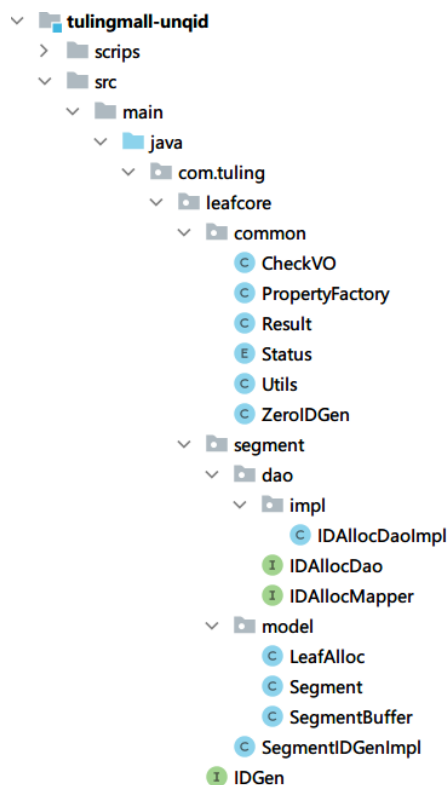 tulingmall-unqid
scrips
src
main
java
com.tuling
leafcore
common
C CheckVO
C PropertyFactory
C Result
E Status
C Utils
C ZeroIDGen
segment
dao
impl
C IDAllocDaoImpl
I IDAllocDao
I IDAllocMapper
model
C LeafAlloc
C Segment
C SegmentBuffer
C SegmentIDGenImpl
I IDGen